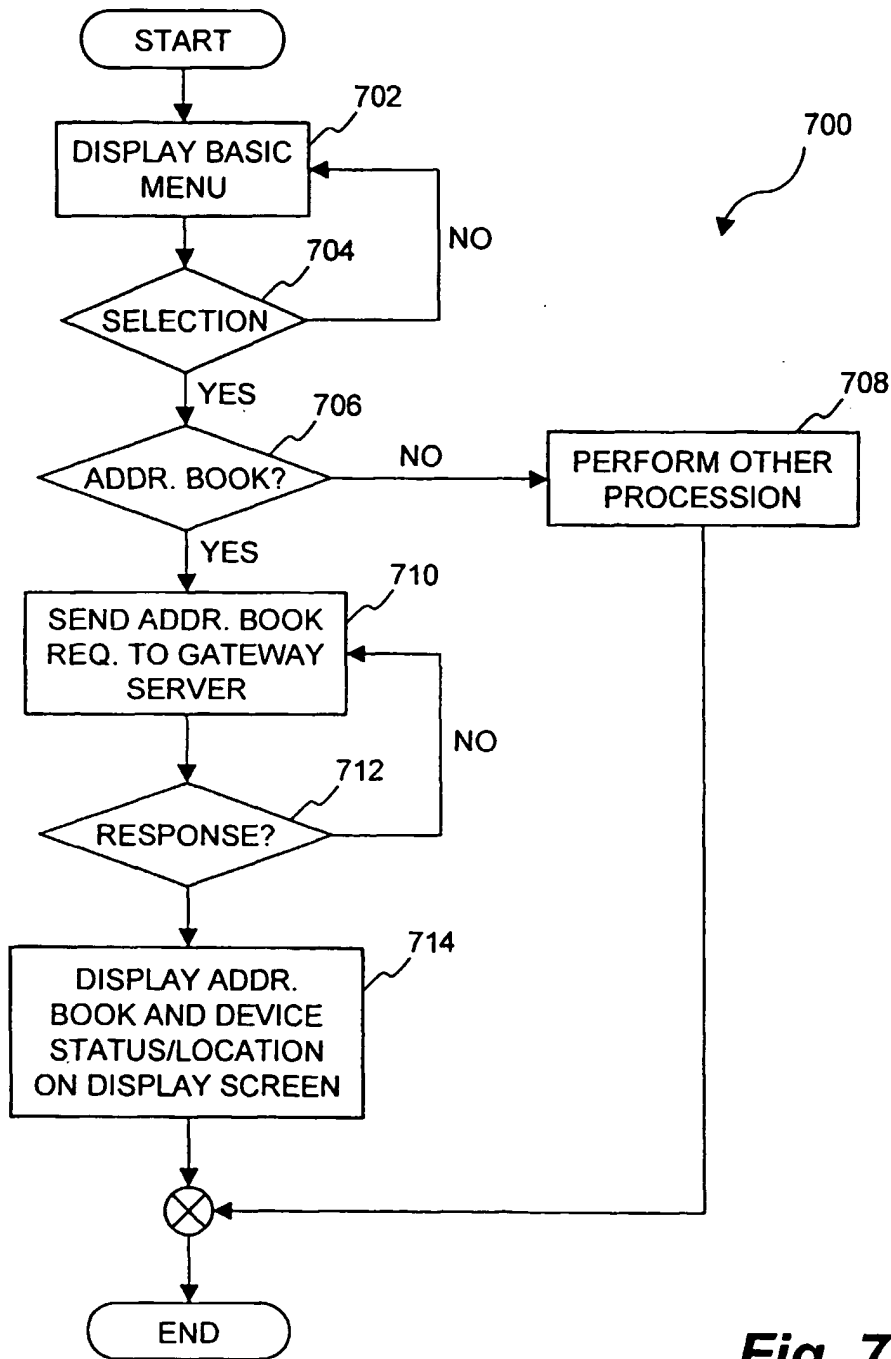 START
702
DISPLAY BASIC
MENU
700
NO
704
SELECTION
YES
706
708
ADDR. BOOK?
NO
PERFORM OTHER
PROCESSION
YES
710
SEND ADDR. BOOK
REQ. TO GATEWAY
SERVER
NO
712
RESPONSE?
714
DISPLAY ADDR.
BOOK AND DEVICE
STATUS/LOCATION
ON DISPLAY SCREEN
END
Fig. 7